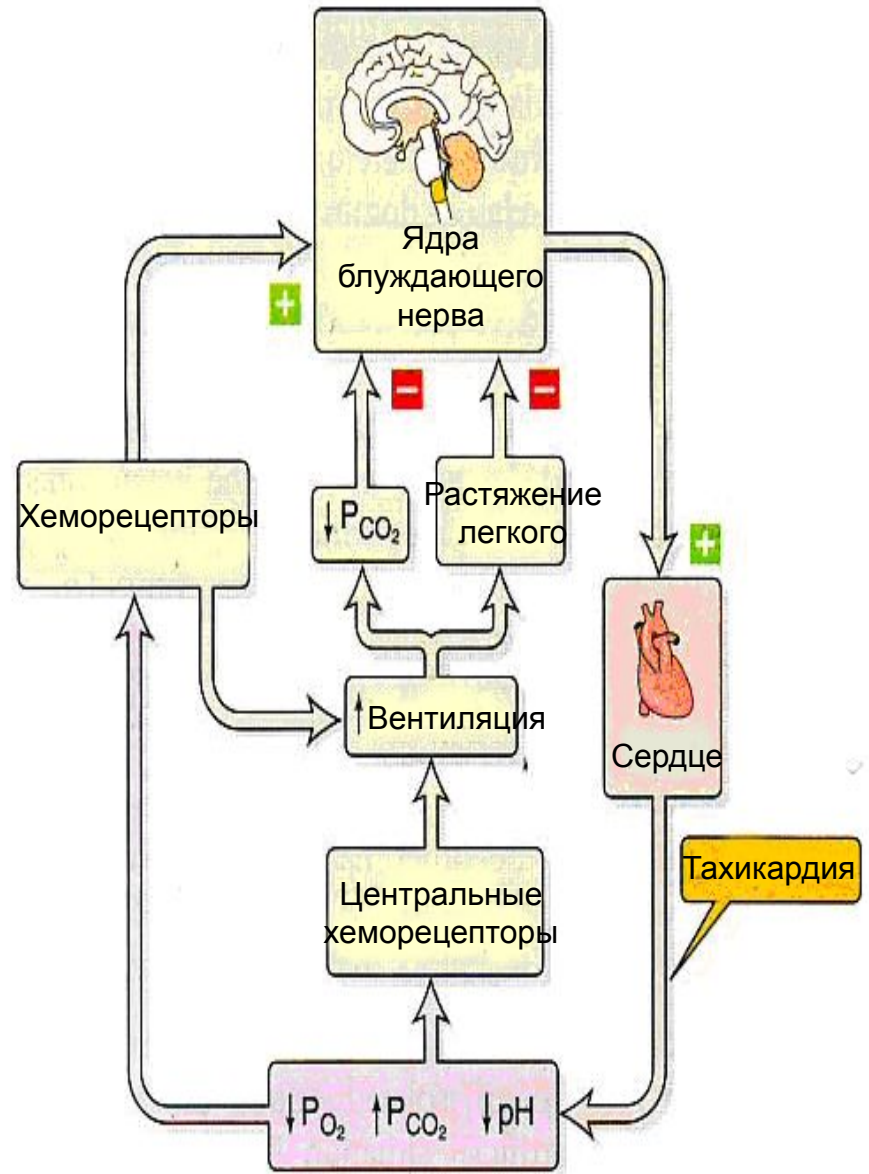 Ядра
блуждающего
нерва
+
−
−
Хеморецепторы
↓PCO₂
Растяжение
легкого
+
↑Вентиляция
Сердце
Тахикардия
Центральные
хеморецепторы
↓PO₂ ↑PCO₂ ↓pH